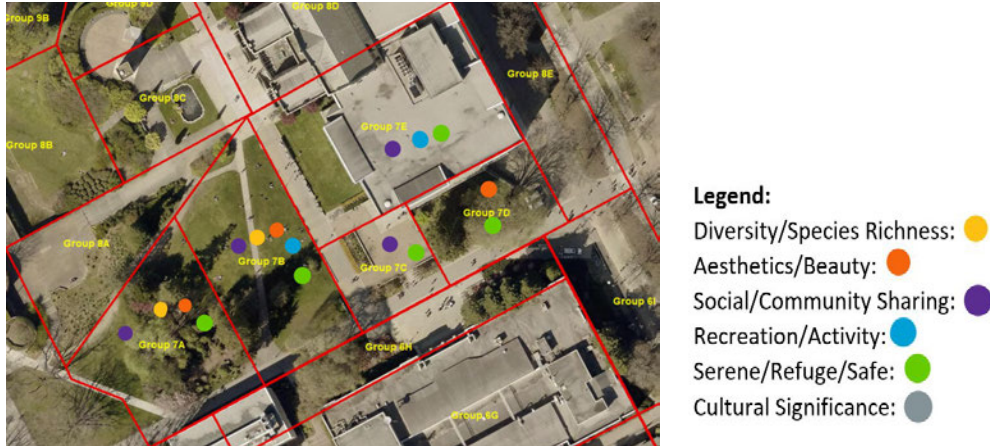 Group 9B
Group 9D
Group 8D
Group 8E
Group 9C
Group 7E
Group 8B
Group 7D
Group 8A
Group 7B
Group 7C
Group 6I
Group 7A
Group 6H
Group 6G
Legend:
Diversity/Species Richness:
Aesthetics/Beauty:
Social/Community Sharing:
Recreation/Activity:
Serene/Refuge/Safe:
Cultural Significance: